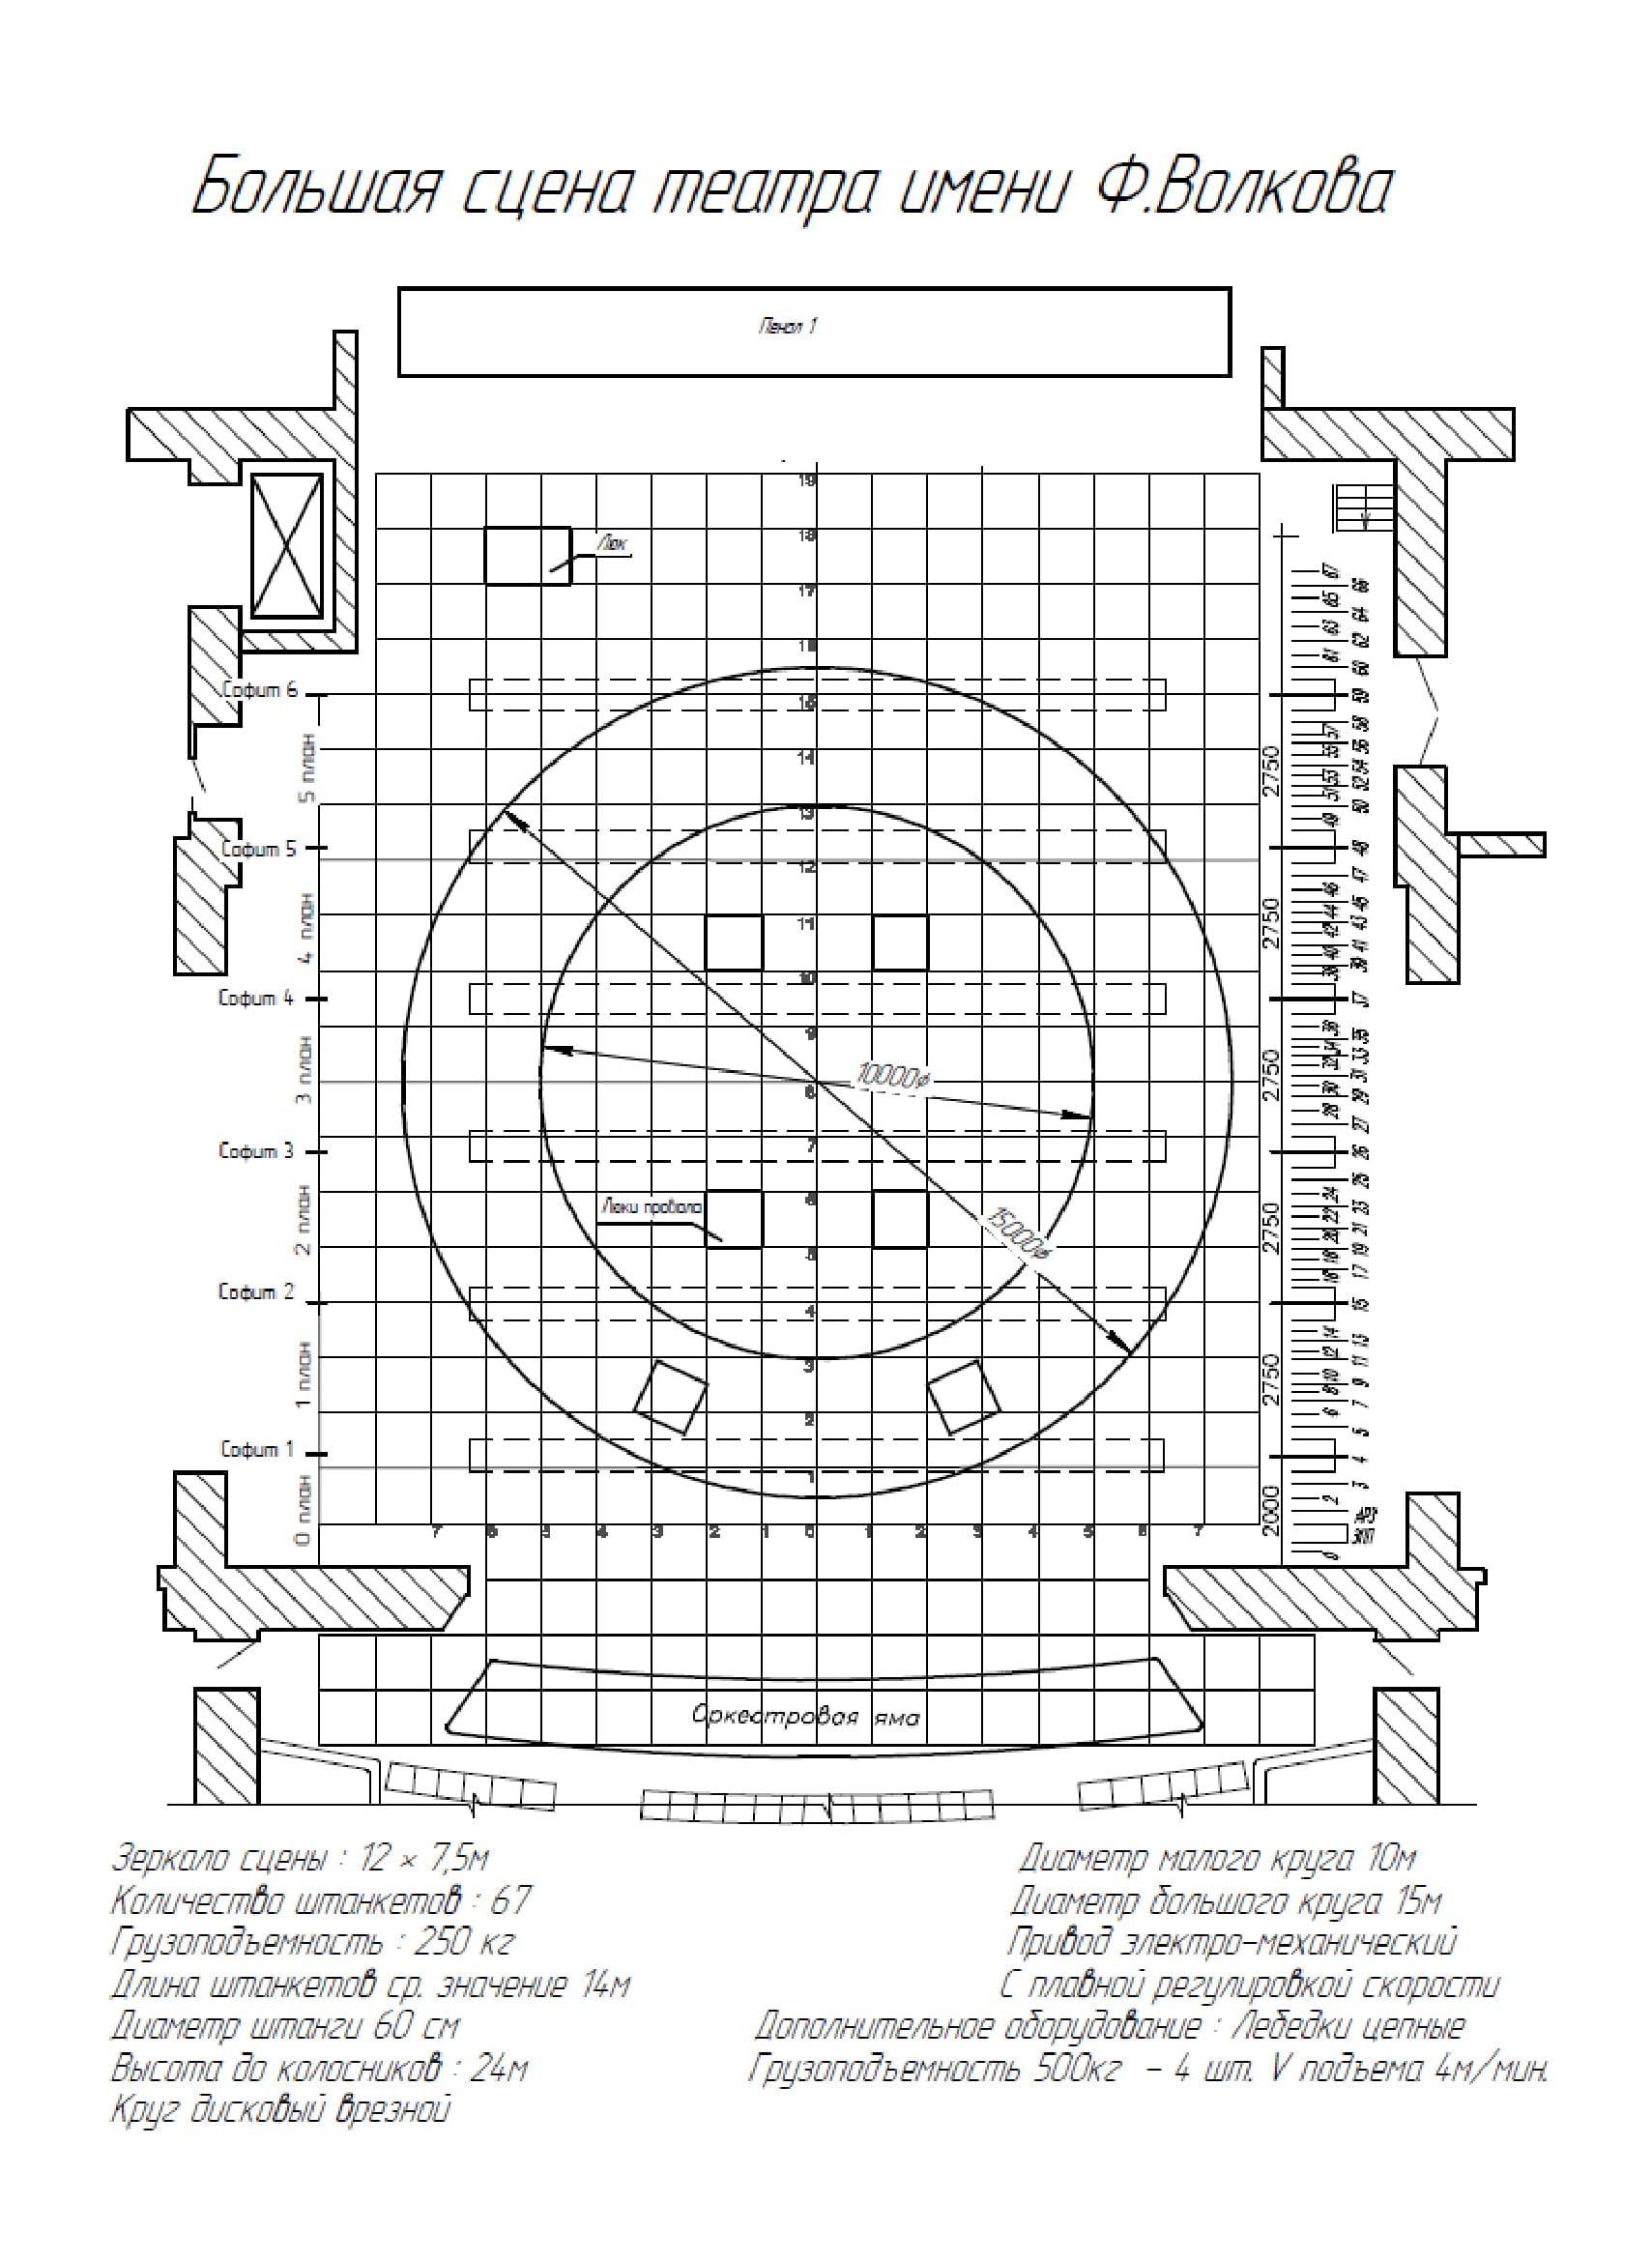 Большая сцена театра имени Ф.Волкова
Пенал 1
19
Люк
18
17
16
Софит 6
15
5 план
14
13
Софит 5
12
4 план
11
10
Софит 4
9
3 план
10000⌀
8
7
Софит 3
Люки провала
6
2 план
15000⌀
5
Софит 2
4
1 план
3
2
Софит 1
1
0 план
7 6 5 4 3 2 1 0 1 2 3 4 5 6 7
2750
2750
2750
2750
2750
2000
67
66
65
64
63
62
61
60
59
58
57
56
55
54
53
52
51
50
49
48
47
46
45
44
43
42
41
40
39
38
37
36
35
34
33
32
31
30
29
28
27
26
25
24
23
22
21
20
19
18
17
16
15
14
13
12
11
10
9
8
7
6
5
4
3
2
АРЗ
ЗОП
0
Оркестровая яма
Зеркало сцены : 12 × 7,5м
Количество штанкетов : 67
Грузоподъемность : 250 кг
Длина штанкетов ср. значение 14м
Диаметр штанги 60 см
Высота до колосников : 24м
Круг дисковый врезной
Диаметр малого круга 10м
Диаметр большого круга 15м
Привод электро-механический
С плавной регулировкой скорости
Дополнительное оборудование : Лебедки цепные
Грузоподъемность 500кг - 4 шт. V подъема 4м/мин.